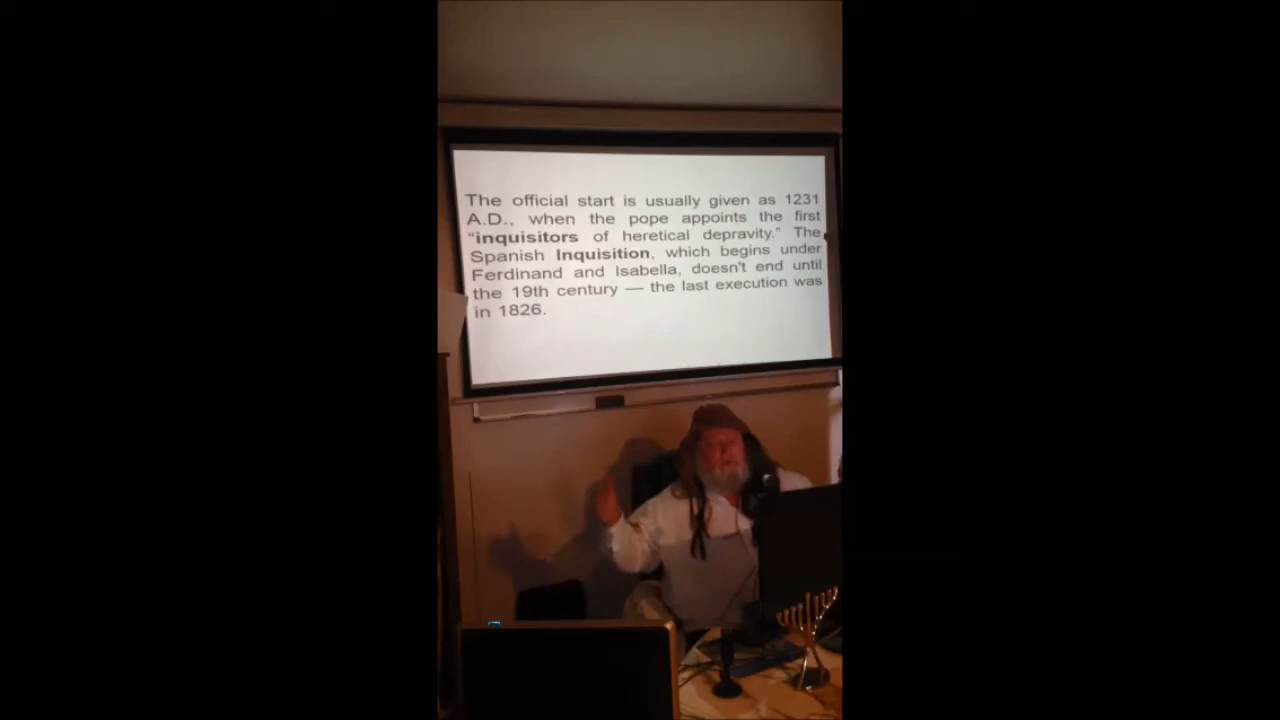 The official start is usually given as 1231
A.D., when the pope appoints the first
“inquisitors of heretical depravity.” The
Spanish Inquisition, which begins under
Ferdinand and Isabella, doesn't end until
the 19th century — the last execution was
in 1826.